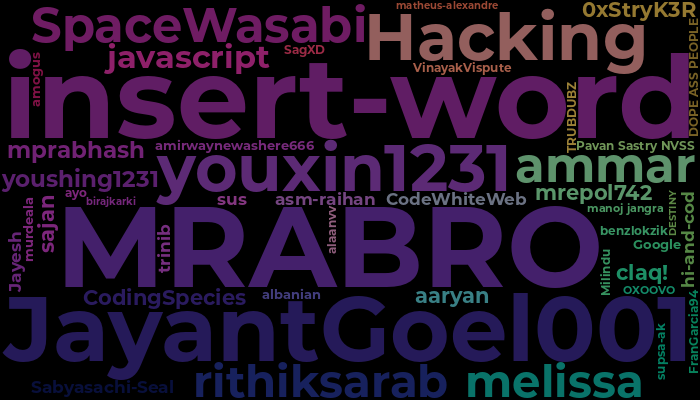 matheus-alexandre
0xStryK3R
SpaceWasabi
Hacking
SagXD
javascript
amogus
VinayakVispute
DOPE ASS PEOPLE
insert-word
TRUBDUBZ
mprabhash
amirwaynewashere666
Pavan Sastry NVSS
youxin1231
ammar
youshing1231
ayo
birajkarki
sus
asm-raihan
CodeWhiteWeb
mrepol742
manoj jangra
DESTINY
hi-and-cod
Jayesh
murdeala
sajan
MRABRO
trinib
alaanvv
benzlokzik
Google
Milindu
claq!
OXOOVO
CodingSpecies
albanian
aaryan
FranGarcia94
JayantGoel001
supsa-ak
Sabyasachi-Seal
rithiksarab
melissa